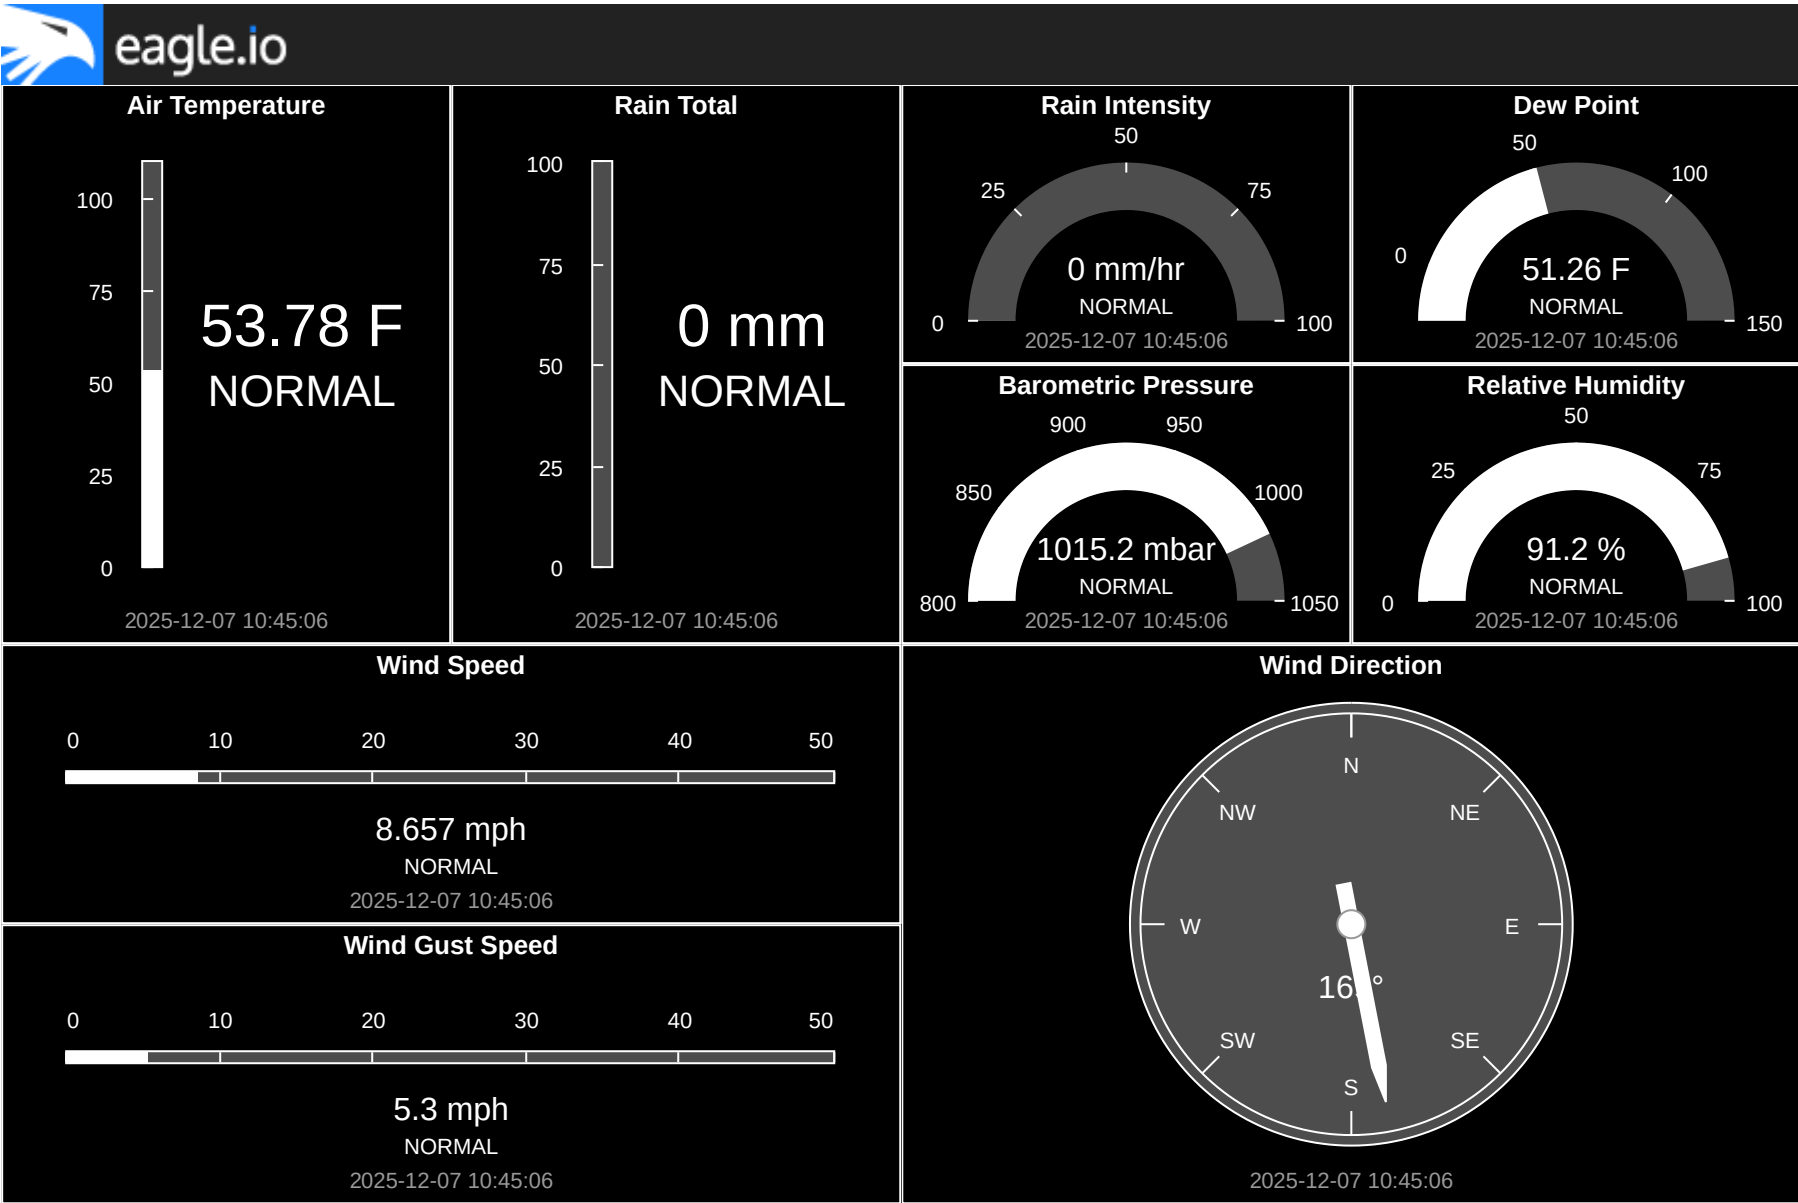 eagle.io
Air Temperature
100
75
50
25
0
53.78 F
NORMAL
2025-12-07 10:45:06
Rain Total
100
75
50
25
0
0 mm
NORMAL
2025-12-07 10:45:06
Rain Intensity
0
25
50
75
100
0 mm/hr
NORMAL
2025-12-07 10:45:06
Dew Point
0
50
100
150
51.26 F
NORMAL
2025-12-07 10:45:06
Barometric Pressure
800
850
900
950
1000
1050
1015.2 mbar
NORMAL
2025-12-07 10:45:06
Relative Humidity
0
25
50
75
100
91.2 %
NORMAL
2025-12-07 10:45:06
Wind Speed
0 10 20 30 40 50
8.657 mph
NORMAL
2025-12-07 10:45:06
Wind Gust Speed
0 10 20 30 40 50
5.3 mph
NORMAL
2025-12-07 10:45:06
Wind Direction
N
NW NE
W E
SW SE
S
2025-12-07 10:45:06